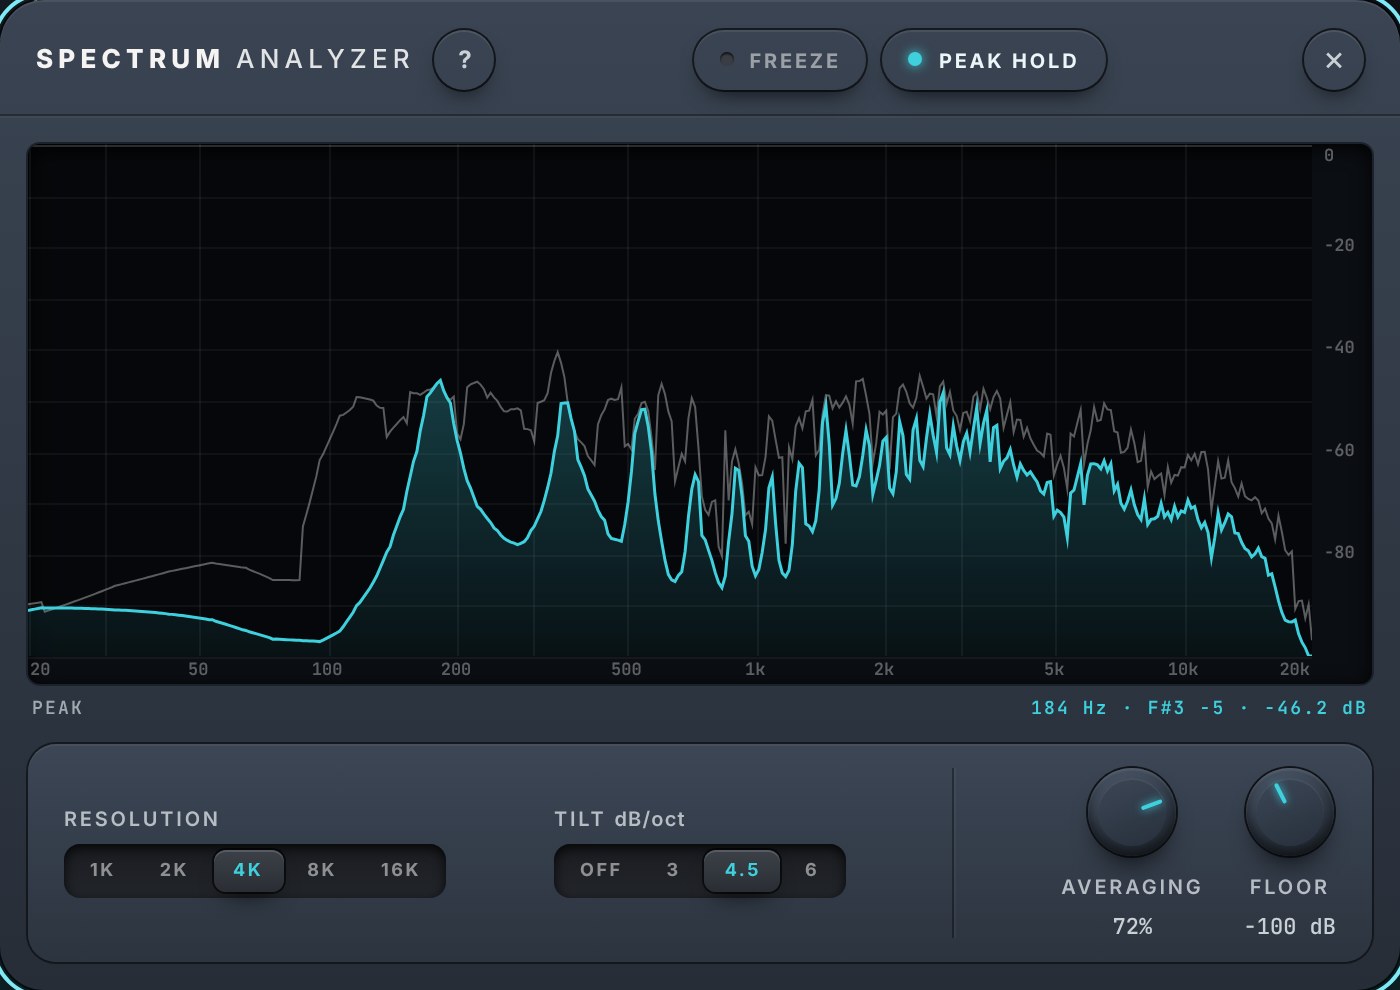 SPECTRUM ANALYZER ? FREEZE PEAK HOLD ×
0
-20
-40
-60
-80
20 50 100 200 500 1k 2k 5k 10k 20k
PEAK 184 Hz · F#3 -5 · -46.2 dB
RESOLUTION TILT dB/oct
1K 2K 4K 8K 16K OFF 3 4.5 6
AVERAGING FLOOR
72% -100 dB